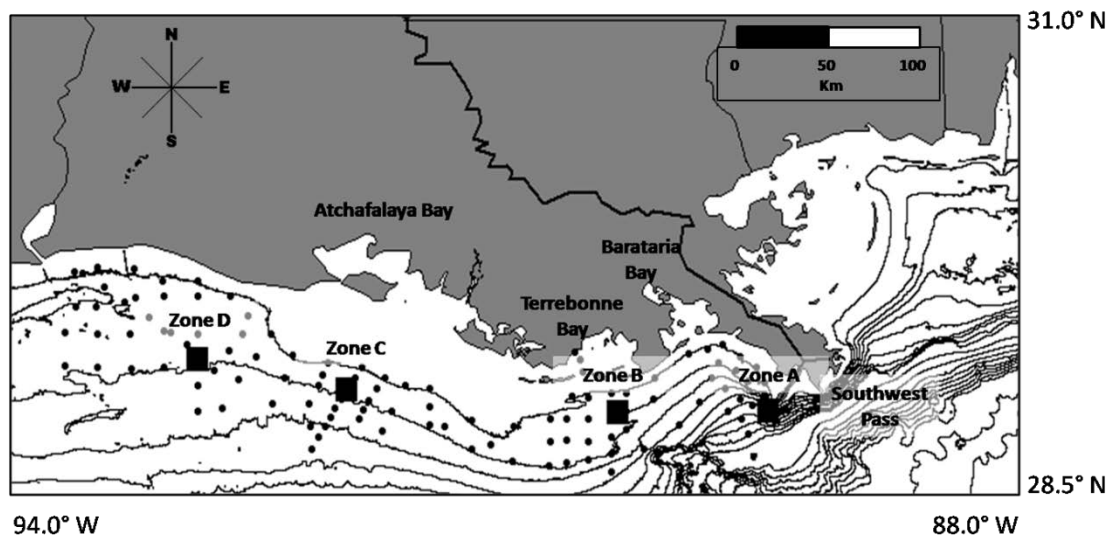 31.0° N
N
W
E
S
0
50
100
Km
Atchafalaya Bay
Barataria
Bay
Terrebonne
Bay
Zone D
Zone C
Zone B
Zone A
Southwest
Pass
28.5° N
94.0° W
88.0° W